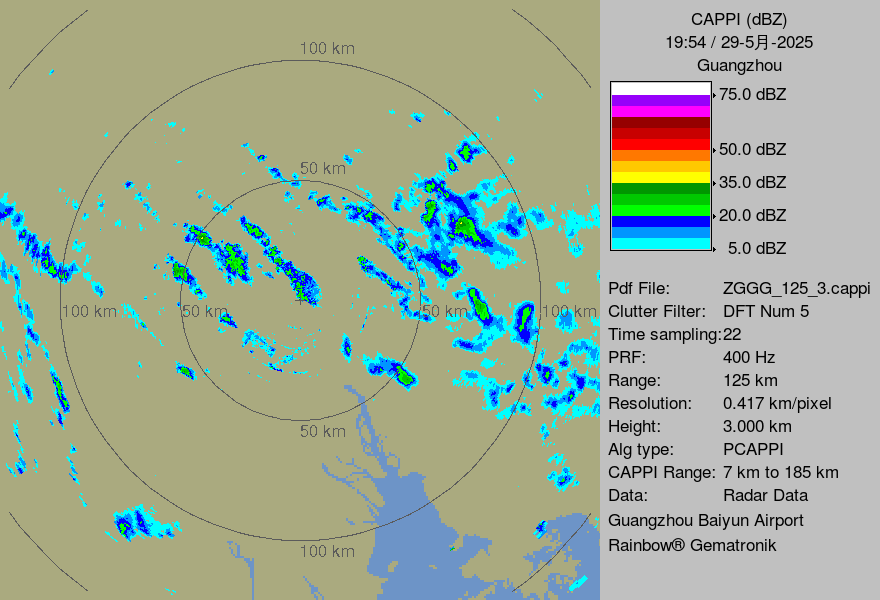 100 km
50 km
100 km
50 km
50 km
100 km
50 km
100 km
CAPPI (dBZ)
19:54 / 29-5月-2025
Guangzhou
75.0 dBZ
50.0 dBZ
35.0 dBZ
20.0 dBZ
5.0 dBZ
Pdf File: ZGGG_125_3.cappi
Clutter Filter: DFT Num 5
Time sampling:22
PRF: 400 Hz
Range: 125 km
Resolution: 0.417 km/pixel
Height: 3.000 km
Alg type: PCAPPI
CAPPI Range: 7 km to 185 km
Data: Radar Data
Guangzhou Baiyun Airport
Rainbow® Gematronik